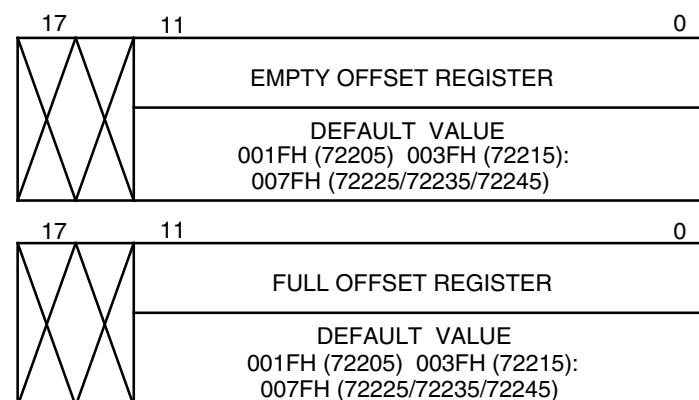 17 11 0
EMPTY OFFSET REGISTER
DEFAULT VALUE
001FH (72205) 003FH (72215):
007FH (72225/72235/72245)
17 11 0
FULL OFFSET REGISTER
DEFAULT VALUE
001FH (72205) 003FH (72215):
007FH (72225/72235/72245)